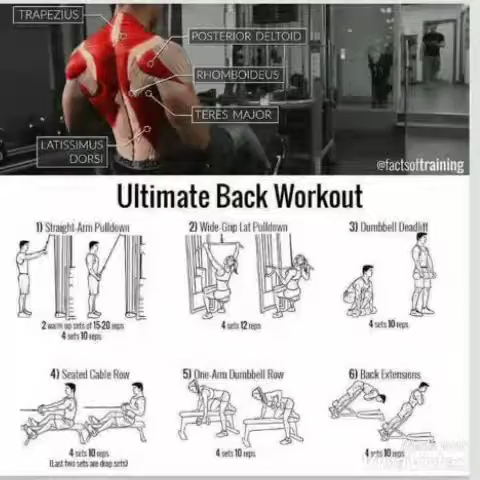 TRAPEZIUS
POSTERIOR DELTOID
RHOMBOIDEUS
TERES MAJOR
LATISSIMUS
DORSI
@factsoftraining
Ultimate Back Workout
1) Straight-Arm Pulldown
2) Wide-Grip Lat Pulldown
3) Dumbbell Deadlift
2 warm up sets of 15-20 reps
4 sets 10 reps
4 sets 12 reps
4 sets 10 reps
4) Seated Cable Row
5) One-Arm Dumbbell Row
6) Back Extensions
4 sets 10 reps
(Last two sets are drop sets)
4 sets 10 reps
4 sets 10 reps